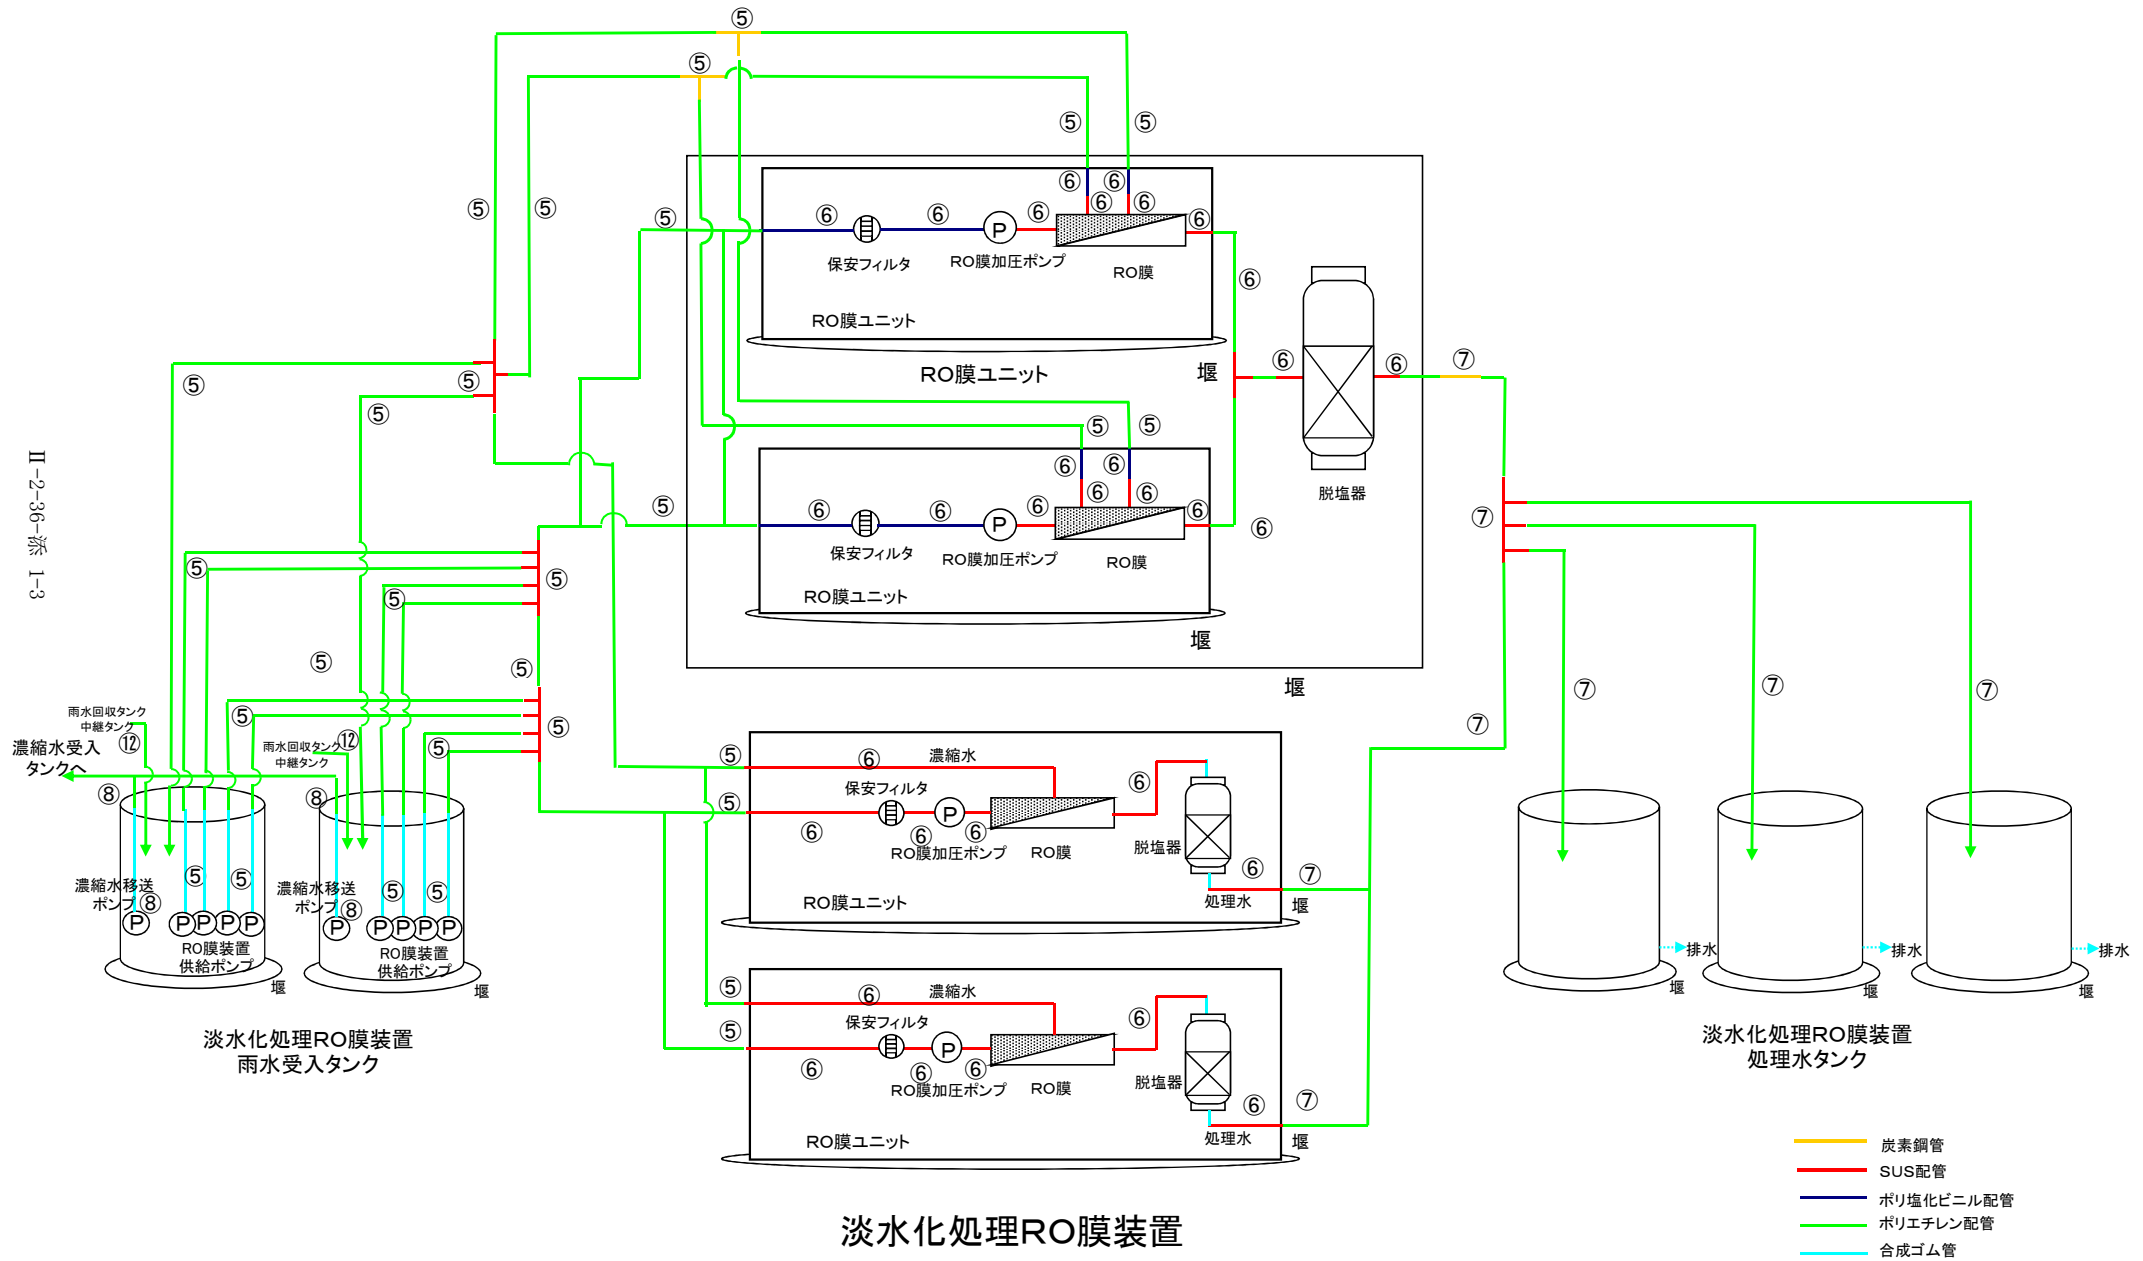 ⑤
⑤
⑤
⑤
⑤
⑤
⑤
⑥
⑥
⑥
⑥
⑥
⑥
⑥
⑥
P
保安フィルタ
RO膜加圧ポンプ
RO膜
⑥
RO膜ユニット
RO膜ユニット
堰
⑥
⑥
⑦
⑤
⑤
⑤
⑤
⑤
⑤
⑥
⑥
⑥
⑥
⑥
⑥
⑥
⑥
P
保安フィルタ
RO膜加圧ポンプ
RO膜
⑥
RO膜ユニット
堰
脱塩器
堰
Ⅱ-2-36-添 1-3
⑤
⑤
⑤
⑤
⑤
⑤
⑤
⑤
⑤
⑦
⑦
⑦
⑦
⑦
雨水回収タンク
中継タンク
⑫
濃縮水受入
タンクへ
雨水回収タンク
中継タンク
⑫
⑧
⑧
⑤
⑤
⑤
⑤
濃縮水移送
ポンプ
⑧
濃縮水移送
ポンプ
⑧
P
P
P
P
P
P
P
P
P
P
RO膜装置
供給ポンプ
RO膜装置
供給ポンプ
堰
堰
淡水化処理RO膜装置
雨水受入タンク
⑤
⑥
濃縮水
⑥
保安フィルタ
⑤
⑥
⑥
⑥
P
RO膜加圧ポンプ
RO膜
脱塩器
⑥
⑦
処理水
RO膜ユニット
堰
⑤
⑥
濃縮水
⑥
保安フィルタ
⑤
⑥
⑥
⑥
P
RO膜加圧ポンプ
RO膜
脱塩器
⑥
⑦
処理水
RO膜ユニット
堰
排水
排水
排水
堰
堰
堰
淡水化処理RO膜装置
処理水タンク
淡水化処理RO膜装置
炭素鋼管
SUS配管
ポリ塩化ビニル配管
ポリエチレン配管
合成ゴム管